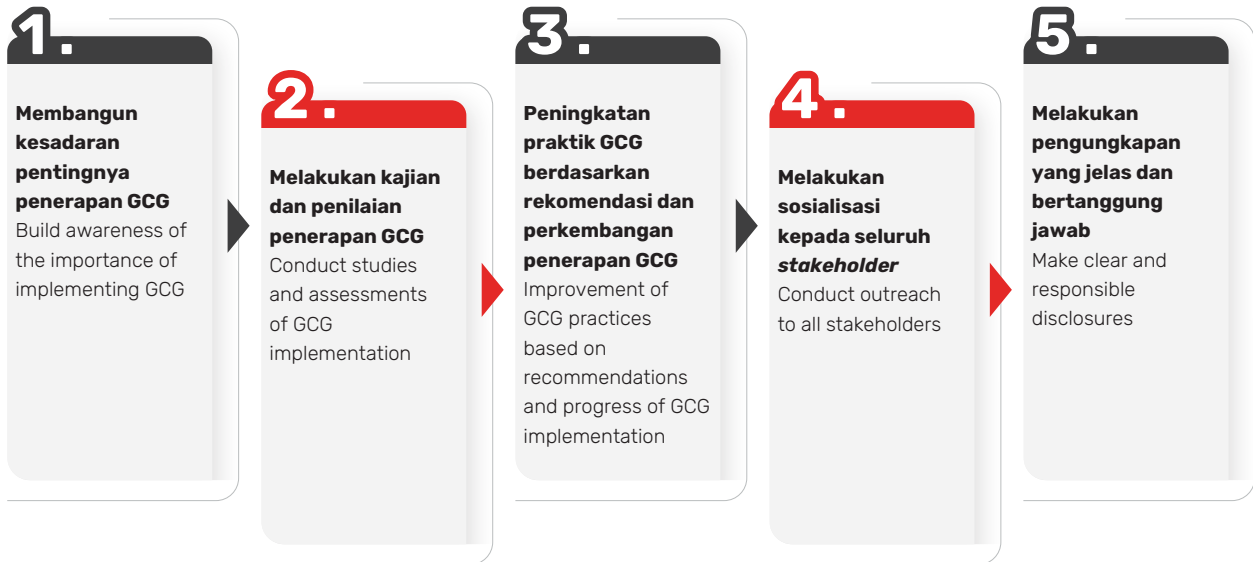 1.
Membangun
kesadaran
pentingnya
penerapan GCG
Build awareness of
the importance of
implementing GCG
2.
Melakukan kajian
dan penilaian
penerapan GCG
Conduct studies
and assessments
of GCG
implementation
3.
Peningkatan
praktik GCG
berdasarkan
rekomendasi dan
perkembangan
penerapan GCG
Improvement of
GCG practices
based on
recommendations
and progress of GCG
implementation
4.
Melakukan
sosialisasi
kepada seluruh
stakeholder
Conduct outreach
to all stakeholders
5.
Melakukan
pengungkapan
yang jelas dan
bertanggung
jawab
Make clear and
responsible
disclosures